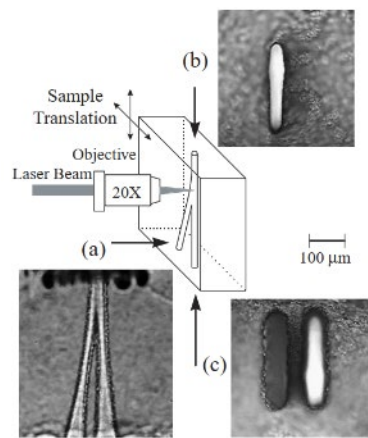 (b)
Sample
Translation
Objective
Laser Beam
20X
(a)
100 μm
(c)